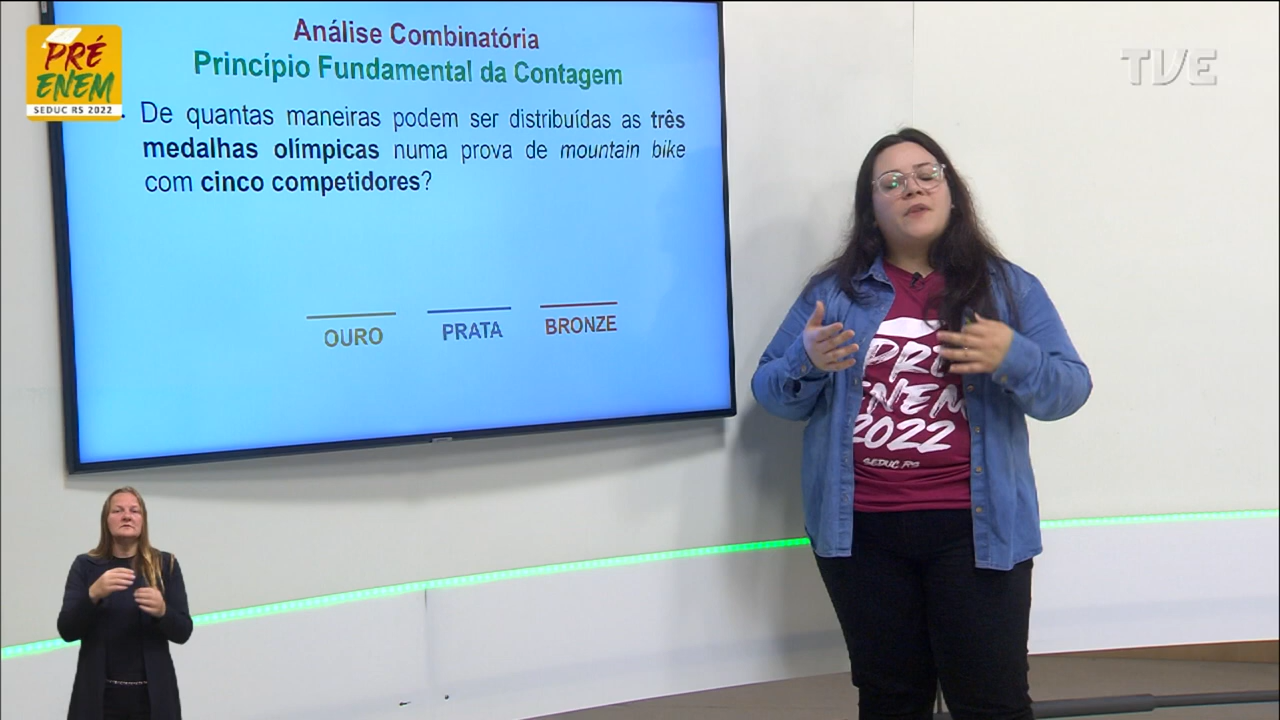 PRÉ
ENEM
SEDUC RS 2022
TVE
Análise Combinatória
Princípio Fundamental da Contagem
De quantas maneiras podem ser distribuídas as três
medalhas olímpicas numa prova de mountain bike
com cinco competidores?
OURO PRATA BRONZE
PRÉ
ENEM
2022
SEDUC.RS